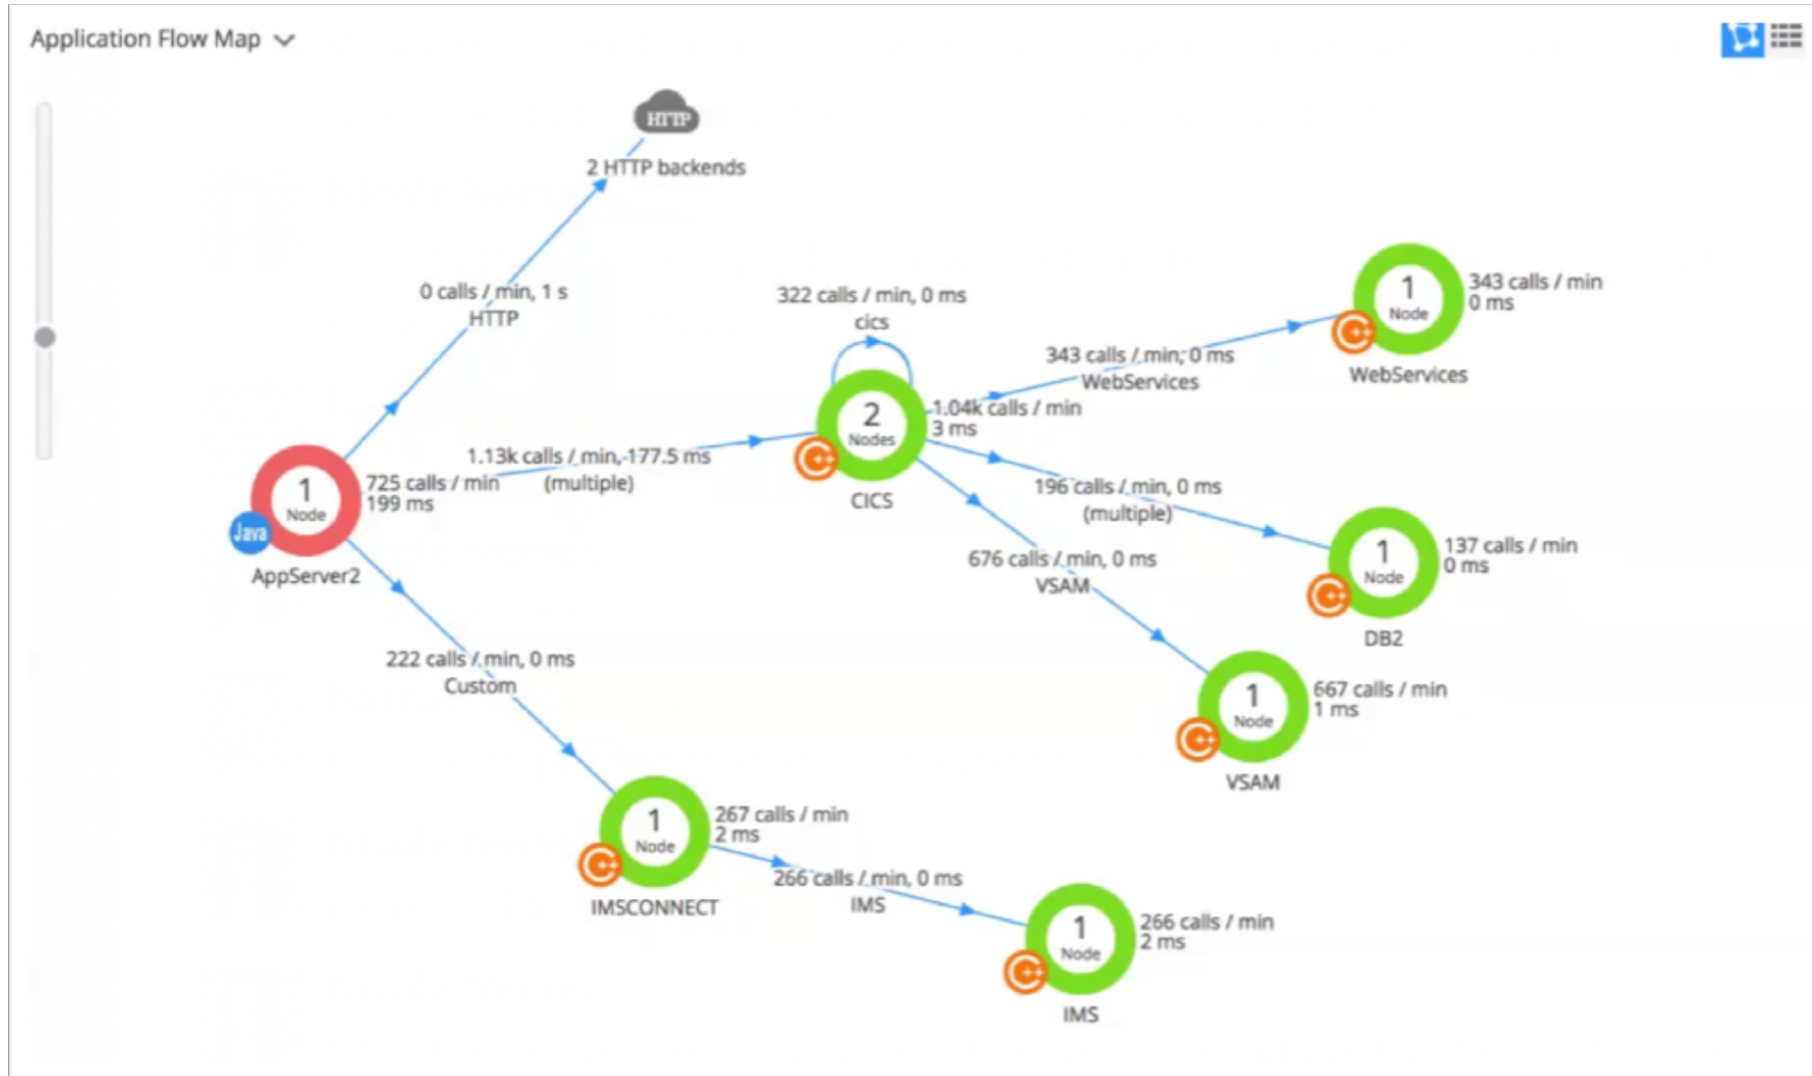 Application Flow Map
HTTP
2 HTTP backends
0 calls / min, 1 s
HTTP
322 calls / min, 0 ms
cics
1
Node
343 calls / min
0 ms
WebServices
343 calls / min, 0 ms
WebServices
2
Nodes
1.04k calls / min
3 ms
CICS
1.13k calls / min, 177.5 ms
(multiple)
1
Node
725 calls / min
199 ms
Java
AppServer2
196 calls / min, 0 ms
(multiple)
1
Node
137 calls / min
0 ms
DB2
676 calls / min, 0 ms
VSAM
1
Node
667 calls / min
1 ms
VSAM
222 calls / min, 0 ms
Custom
1
Node
267 calls / min
2 ms
IMSCONNECT
266 calls / min, 0 ms
IMS
1
Node
266 calls / min
2 ms
IMS